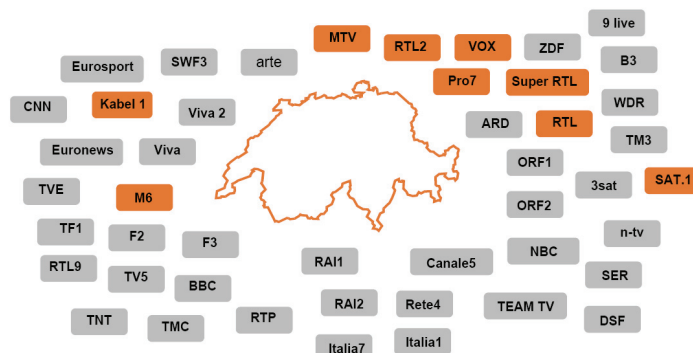 9 live
MTV
RTL2
VOX
ZDF
Eurosport
SWF3
arte
B3
Pro7
Super RTL
CNN
Kabel 1
Viva 2
WDR
ARD
RTL
TM3
Euronews
Viva
ORF1
TVE
M6
3sat
SAT.1
ORF2
TF1
F2
F3
n-tv
RTL9
TV5
RAI1
Canale5
NBC
BBC
SER
TNT
TMC
RTP
RAI2
Rete4
TEAM TV
DSF
Italia7
Italia1